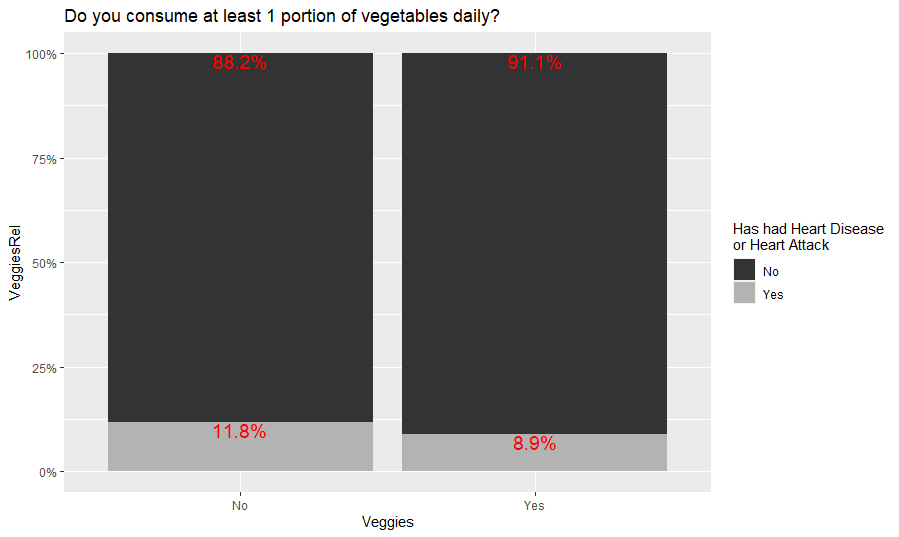 Do you consume at least 1 portion of vegetables daily?
100%
75%
50%
25%
0%
VeggiesRel
88.2%
91.1%
11.8%
8.9%
No
Yes
Veggies
Has had Heart Disease
or Heart Attack
No
Yes